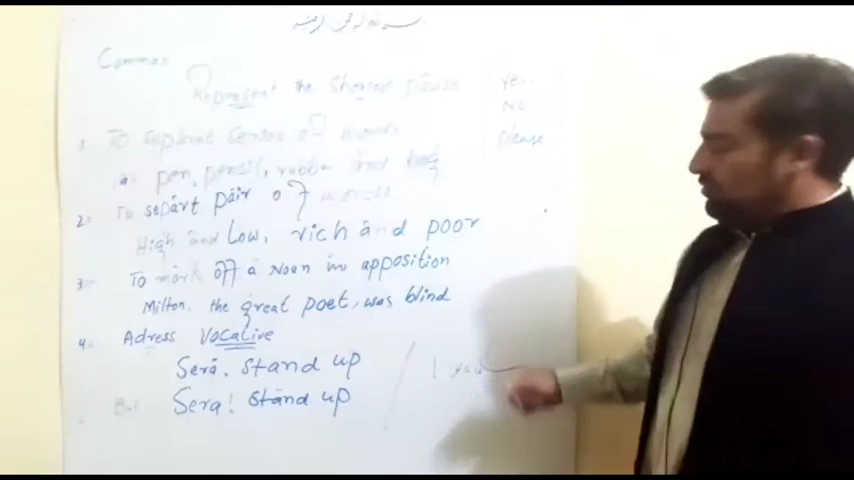 Commas
Represent the shortest pause
Yes.
No.
please
1 To separat series of words
a pen, pencil, rubber and bag
2 To separt pair of words
High and Low, rich and poor
3 To mark off a Noun in apposition
Milton. the great poet, was blind
4 Adress Vocative
Sera. stand up
But Sera! stand up